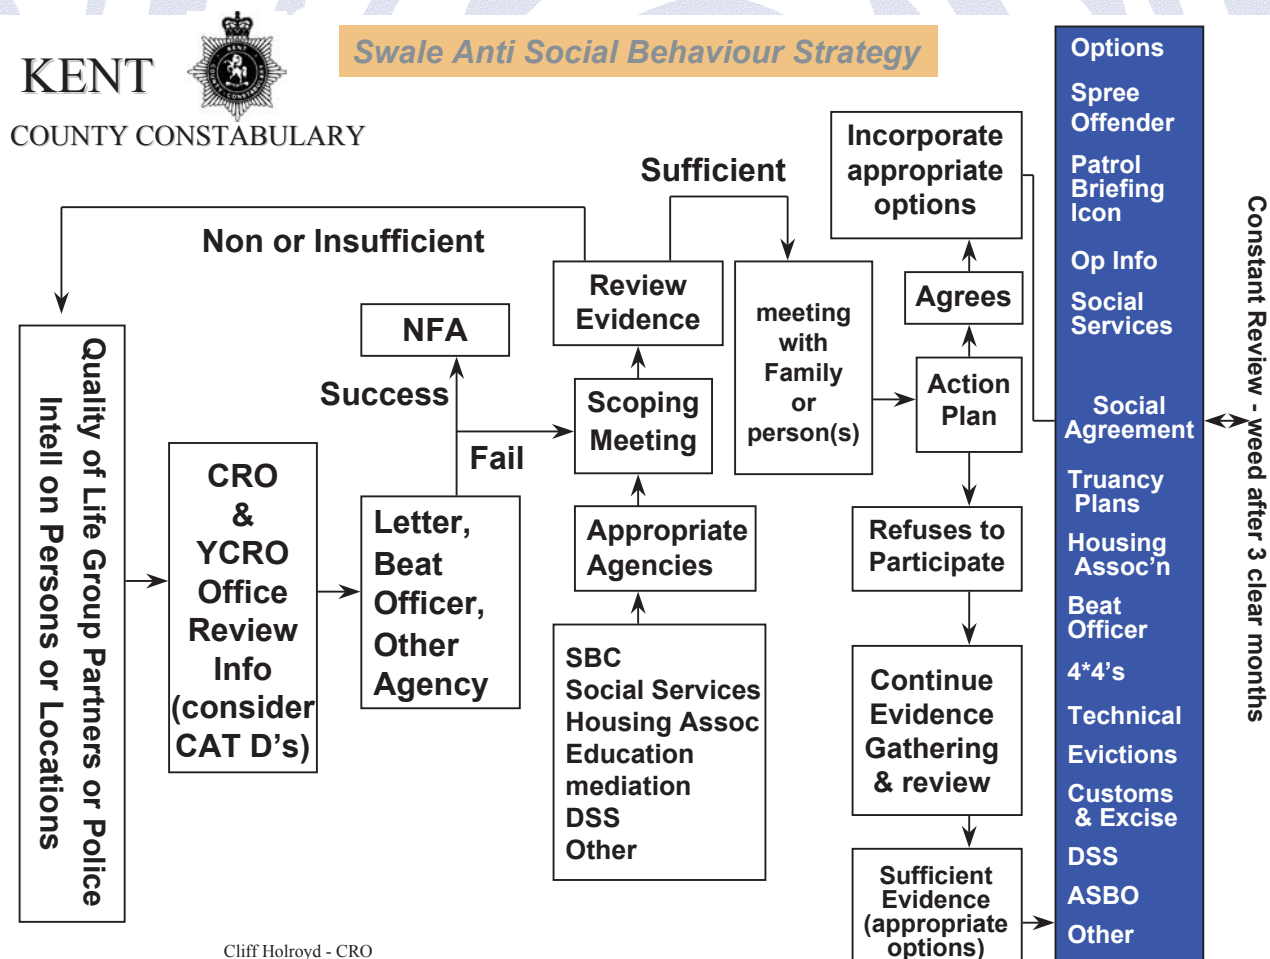 KENT
COUNTY CONSTABULARY
Swale Anti Social Behaviour Strategy
Quality of Life Group Partners or Police
Intell on Persons or Locations
CRO
&
YCRO
Office
Review
Info
(consider
CAT D's)
Letter,
Beat
Officer,
Other
Agency
Success
NFA
Fail
SBC
Social Services
Housing Assoc
Education
mediation
DSS
Other
Appropriate
Agencies
Scoping
Meeting
Review
Evidence
Non or Insufficient
Sufficient
meeting
with
Family
or
person(s)
Action
Plan
Agrees
Incorporate
appropriate
options
Refuses to
Participate
Continue
Evidence
Gathering
& review
Sufficient
Evidence
(appropriate
options)
Options
Spree
Offender
Patrol
Briefing
Icon
Op Info
Social
Services
Social
Agreement
Truancy
Plans
Housing
Assoc'n
Beat
Officer
4*4's
Technical
Evictions
Customs
& Excise
DSS
ASBO
Other
Constant Review - weed after 3 clear months
Cliff Holroyd - CRO